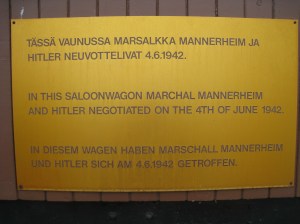 TÄSSÄ VAUNUSSA MARSALKKA MANNERHEIM JA
HITLER NEUVOTTELIVAT 4.6.1942.
IN THIS SALOONWAGON MARCHAL MANNERHEIM
AND HITLER NEGOTIATED ON THE 4TH OF JUNE 1942.
IN DIESEM WAGEN HABEN MARSCHALL MANNERHEIM
UND HITLER SICH AM 4.6.1942 GETROFFEN.